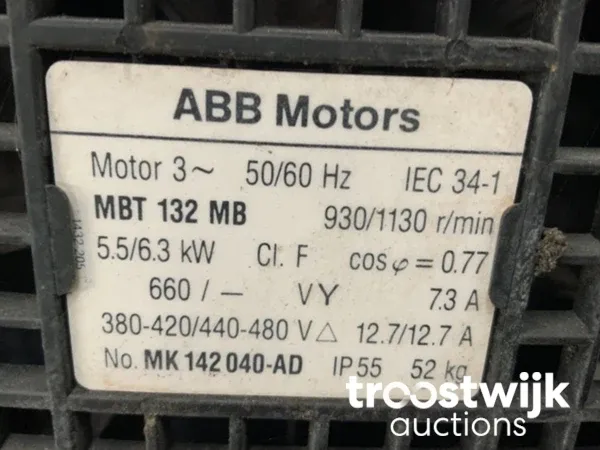 ABB Motors
Motor 3~ 50/60 Hz IEC 34-1
MBT 132 MB 930/1130 r/min
5.5/6.3 kW Cl. F cos φ = 0.77
660 / — V Y 7.3 A
380-420/440-480 V △ 12.7/12.7 A
No. MK 142 040-AD IP 55 52 kg
troostwijk
auctions